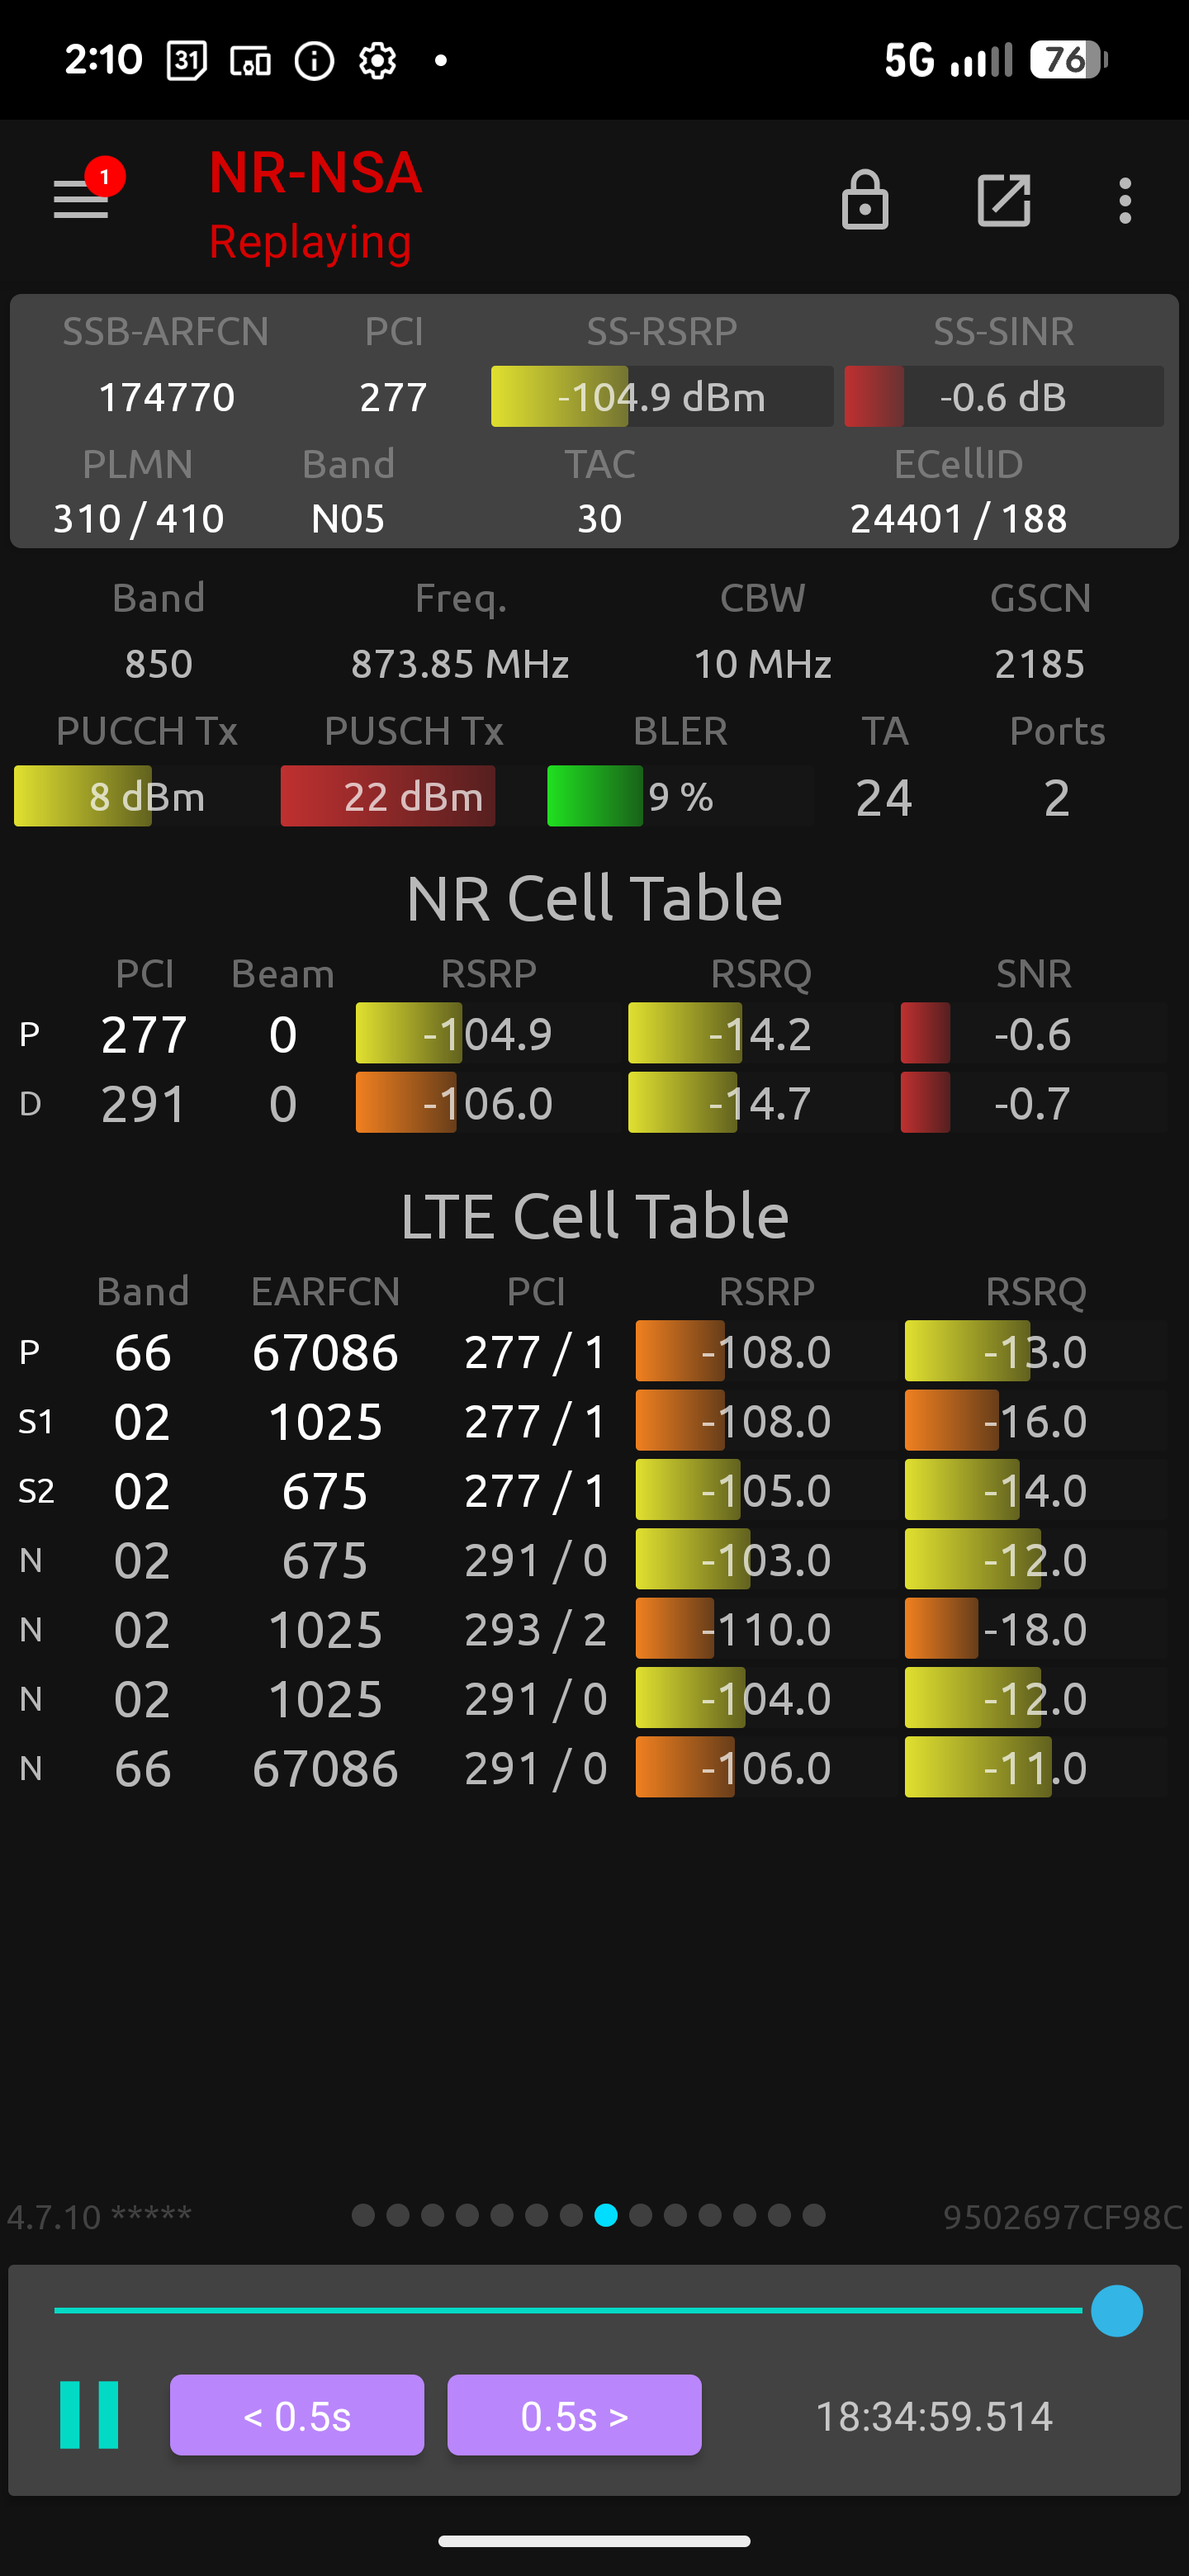 2:10 31 5G 76
1 NR-NSA
Replaying
SSB-ARFCN PCI SS-RSRP SS-SINR
174770 277 -104.9 dBm -0.6 dB
PLMN Band TAC ECellID
310 / 410 N05 30 24401 / 188
Band Freq. CBW GSCN
850 873.85 MHz 10 MHz 2185
PUCCH Tx PUSCH Tx BLER TA Ports
8 dBm 22 dBm 9 % 24 2
NR Cell Table
PCI Beam RSRP RSRQ SNR
P 277 0 -104.9 -14.2 -0.6
D 291 0 -106.0 -14.7 -0.7
LTE Cell Table
Band EARFCN PCI RSRP RSRQ
P 66 67086 277 / 1 -108.0 -13.0
S1 02 1025 277 / 1 -108.0 -16.0
S2 02 675 277 / 1 -105.0 -14.0
N 02 675 291 / 0 -103.0 -12.0
N 02 1025 293 / 2 -110.0 -18.0
N 02 1025 291 / 0 -104.0 -12.0
N 66 67086 291 / 0 -106.0 -11.0
4.7.10 ***** 9502697CF98C
< 0.5s 0.5s > 18:34:59.514